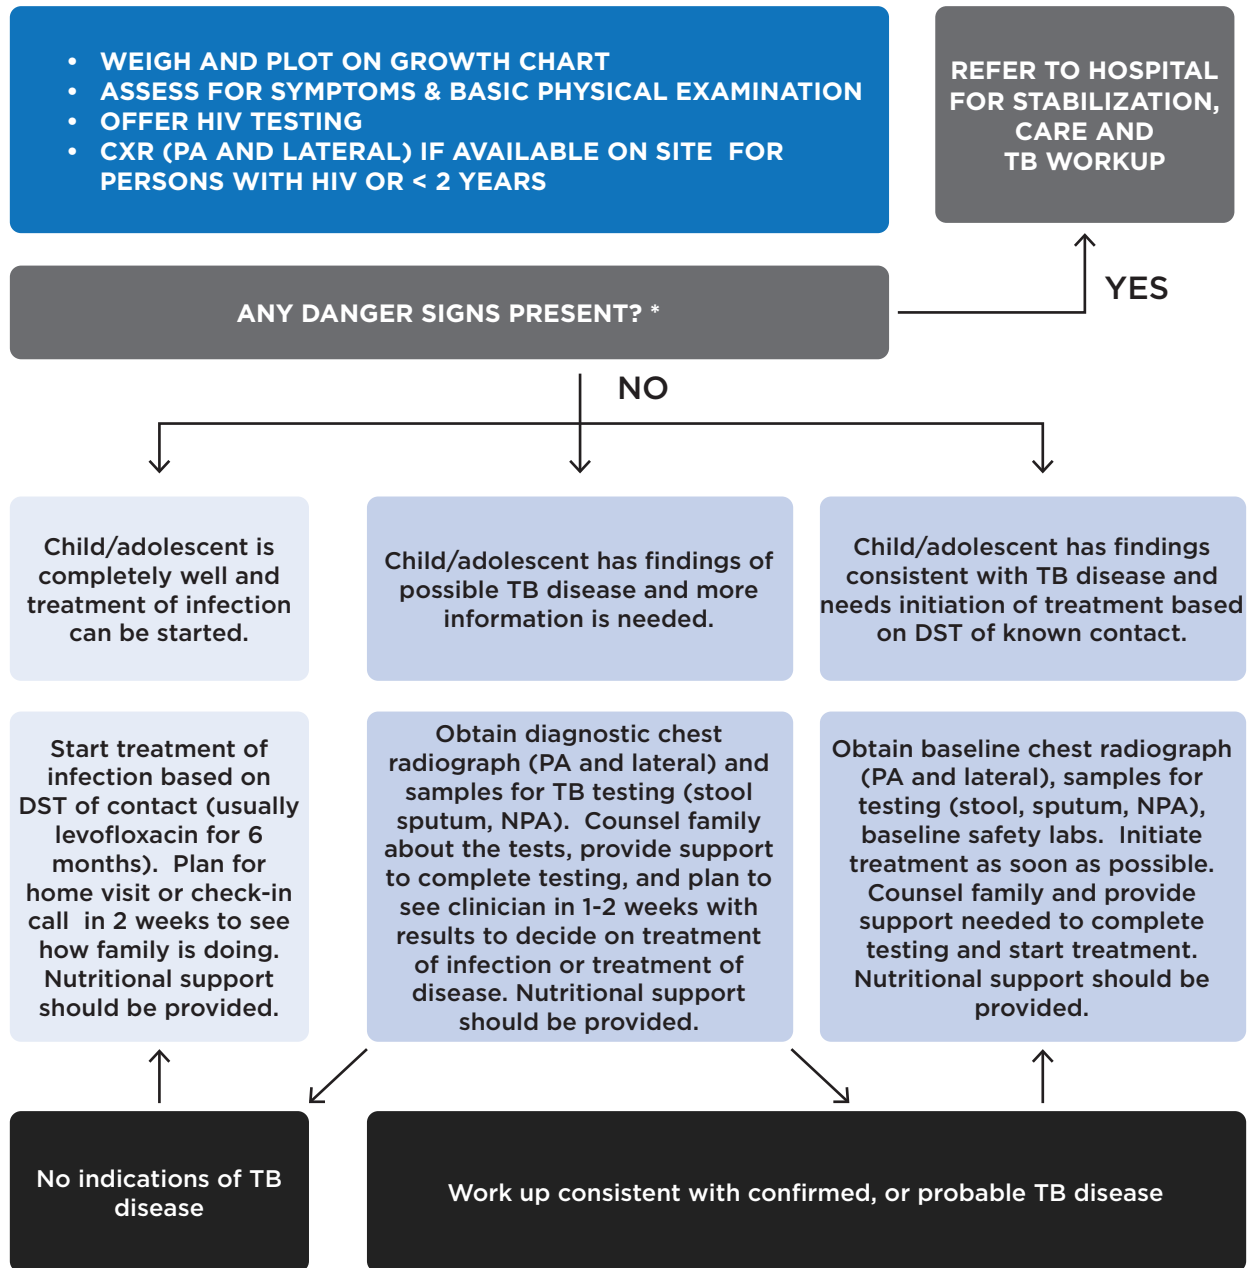 • WEIGH AND PLOT ON GROWTH CHART
• ASSESS FOR SYMPTOMS & BASIC PHYSICAL EXAMINATION
• OFFER HIV TESTING
• CXR (PA AND LATERAL) IF AVAILABLE ON SITE FOR
PERSONS WITH HIV OR < 2 YEARS
REFER TO HOSPITAL
FOR STABILIZATION,
CARE AND
TB WORKUP
ANY DANGER SIGNS PRESENT? *
YES
NO
Child/adolescent is
completely well and
treatment of infection
can be started.
Child/adolescent has findings of
possible TB disease and more
information is needed.
Child/adolescent has findings
consistent with TB disease and
needs initiation of treatment based
on DST of known contact.
Start treatment of
infection based on
DST of contact (usually
levofloxacin for 6
months). Plan for
home visit or check-in
call in 2 weeks to see
how family is doing.
Nutritional support
should be provided.
Obtain diagnostic chest
radiograph (PA and lateral) and
samples for TB testing (stool
sputum, NPA). Counsel family
about the tests, provide support
to complete testing, and plan to
see clinician in 1-2 weeks with
results to decide on treatment
of infection or treatment of
disease. Nutritional support
should be provided.
Obtain baseline chest radiograph
(PA and lateral), samples for
testing (stool, sputum, NPA),
baseline safety labs. Initiate
treatment as soon as possible.
Counsel family and provide
support needed to complete
testing and start treatment.
Nutritional support should be
provided.
No indications of TB
disease
Work up consistent with confirmed, or probable TB disease